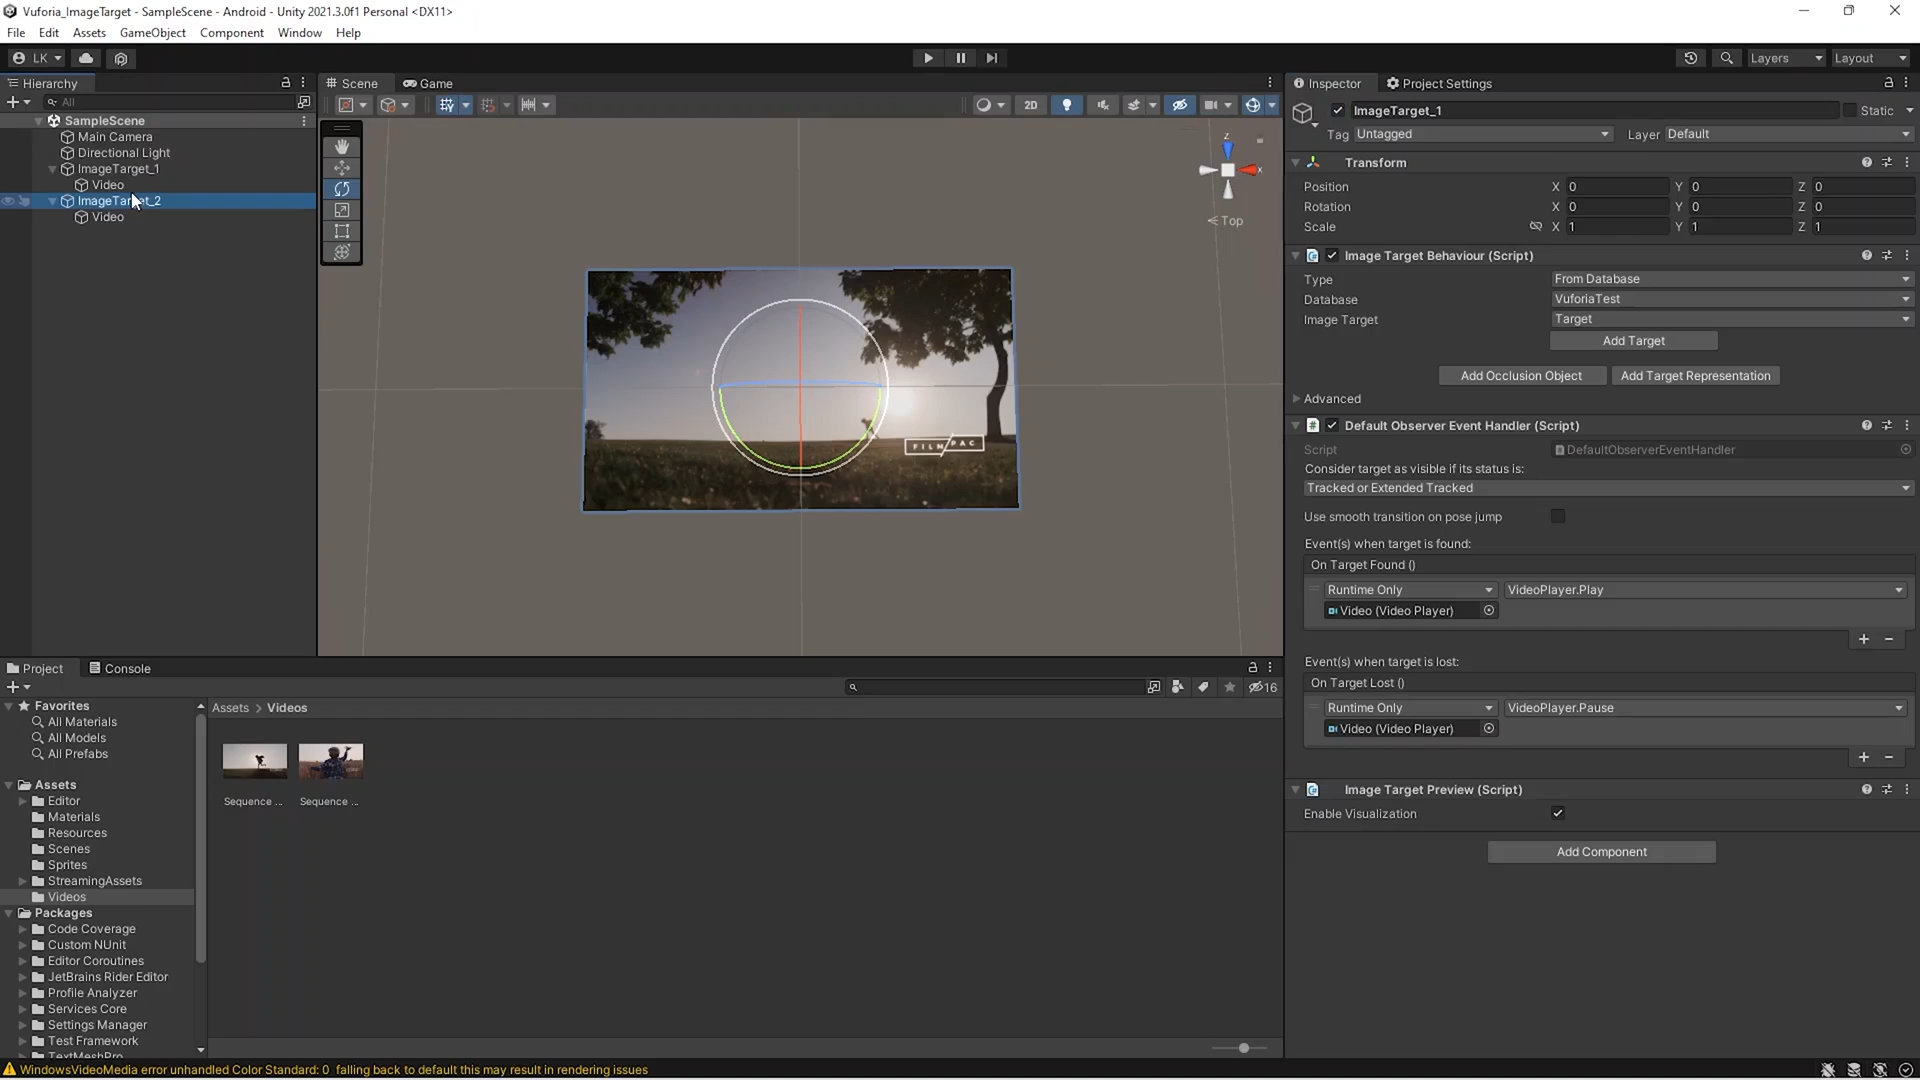 Vuforia_ImageTarget - SampleScene - Android - Unity 2021.3.0f1 Personal <DX11>
File Edit Assets GameObject Component Window Help
LK Layers Layout
Hierarchy
All
SampleScene
Main Camera
Directional Light
ImageTarget_1
Video
ImageTarget_2
Video
Scene Game
2D
z
x
Top
FILMPAC
Inspector Project Settings
ImageTarget_1 Static
Tag Untagged Layer Default
Transform
Position X 0 Y 0 Z 0
Rotation X 0 Y 0 Z 0
Scale X 1 Y 1 Z 1
Image Target Behaviour (Script)
Type From Database
Database VuforiaTest
Image Target Target
Add Target
Add Occlusion Object Add Target Representation
Advanced
Default Observer Event Handler (Script)
Script DefaultObserverEventHandler
Consider target as visible if its status is:
Tracked or Extended Tracked
Use smooth transition on pose jump
Event(s) when target is found:
On Target Found ()
Runtime Only VideoPlayer.Play
Video (Video Player)
Event(s) when target is lost:
On Target Lost ()
Runtime Only VideoPlayer.Pause
Video (Video Player)
Image Target Preview (Script)
Enable Visualization
Add Component
Project Console
16
Favorites
All Materials
All Models
All Prefabs
Assets
Editor
Materials
Resources
Scenes
Sprites
StreamingAssets
Videos
Packages
Code Coverage
Custom NUnit
Editor Coroutines
JetBrains Rider Editor
Profile Analyzer
Services Core
Settings Manager
Test Framework
TextMeshPro
Assets > Videos
Sequence ... Sequence ...
WindowsVideoMedia error unhandled Color Standard: 0 falling back to default this may result in rendering issues